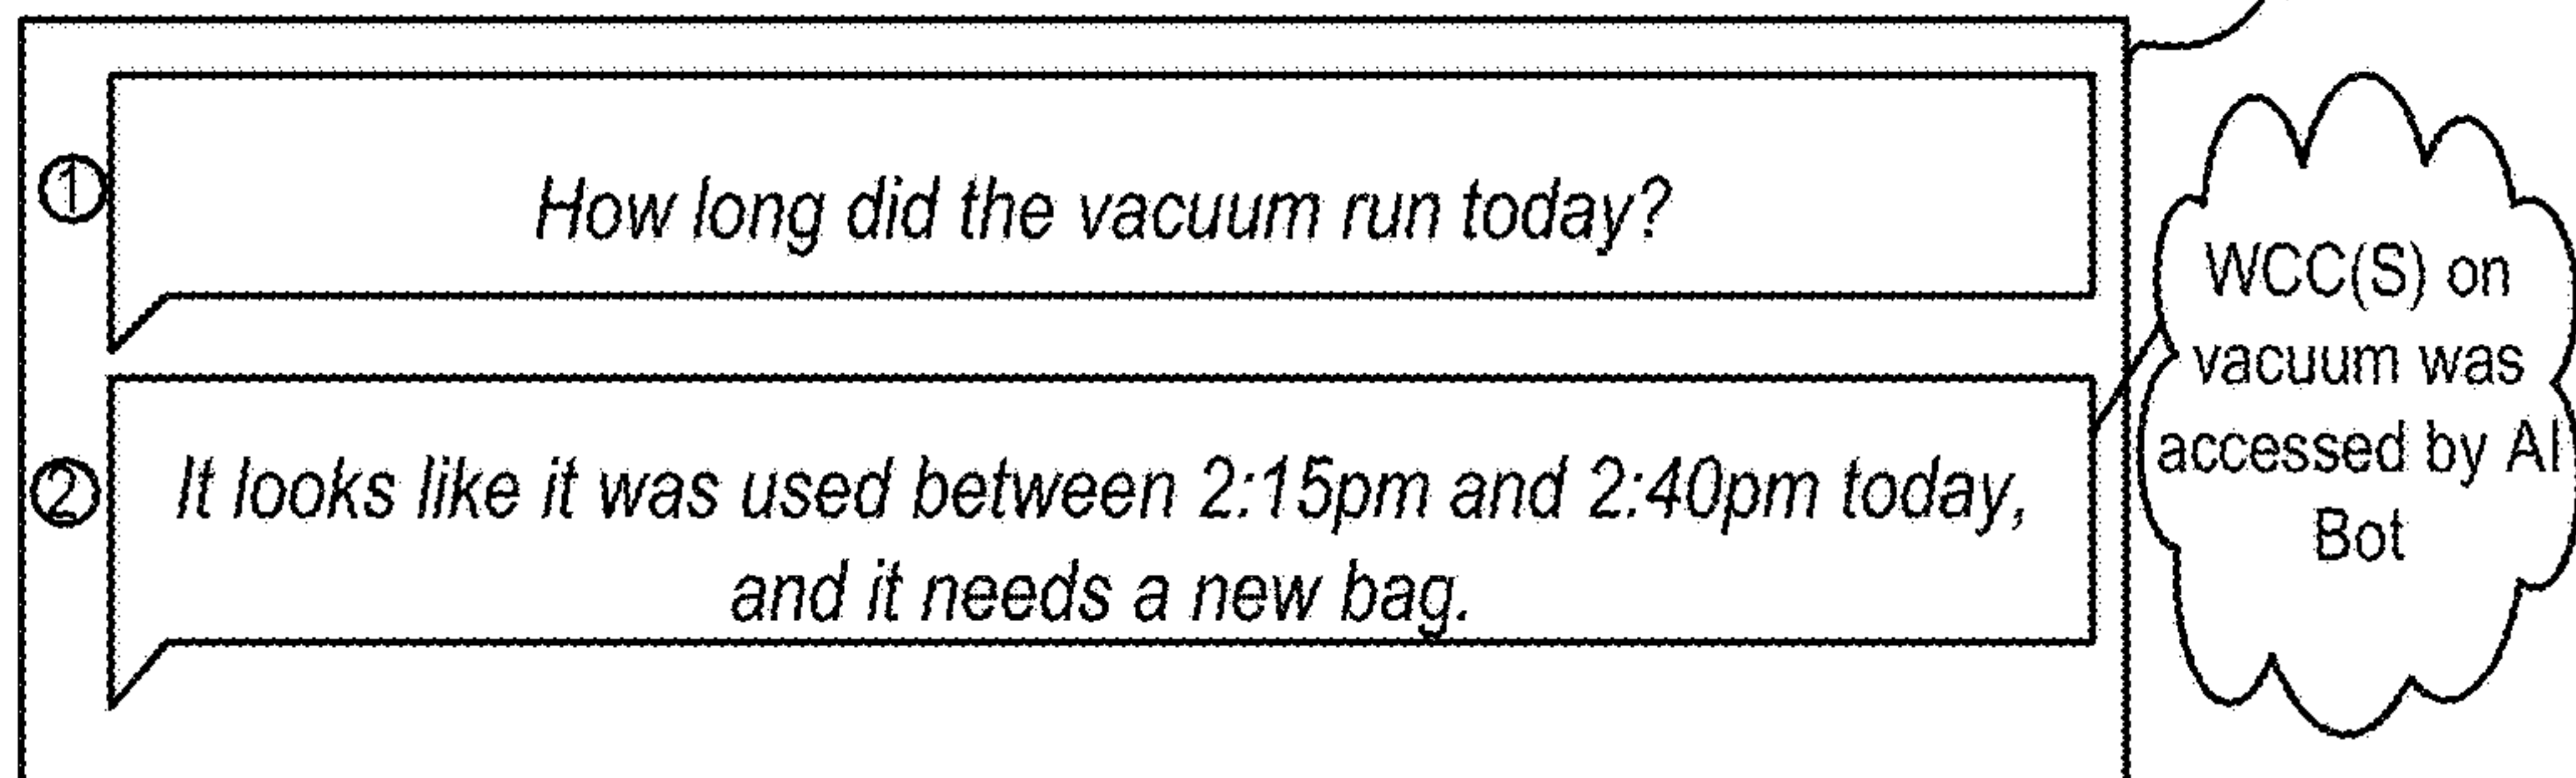 ①
How long did the vacuum run today?
②
It looks like it was used between 2:15pm and 2:40pm today,
and it needs a new bag.
WCC(S) on
vacuum was
accessed by AI
Bot